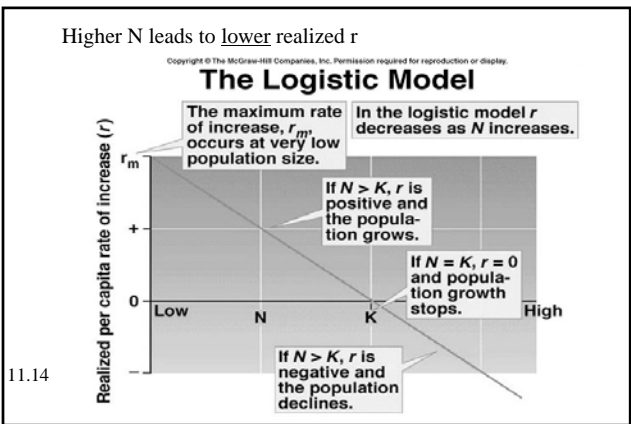 Higher N leads to lower realized r
Copyright © The McGraw-Hill Companies, Inc. Permission required for reproduction or display.
The Logistic Model
The maximum rate
of increase, rm,
occurs at very low
population size.
In the logistic model r
decreases as N increases.
Realized per capita rate of increase (r)
rm
+
0
–
If N > K, r is
positive and
the popula-
tion grows.
If N = K, r = 0
and popula-
tion growth
stops.
Low
N
K
High
If N > K, r is
negative and
the population
declines.
11.14